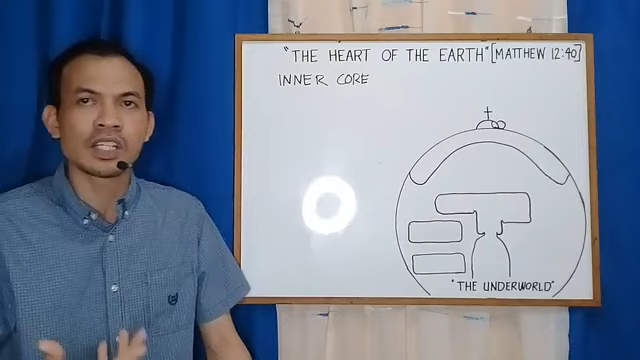 "THE HEART OF THE EARTH" [MATTHEW 12:40]
INNER CORE
"THE UNDERWORLD"